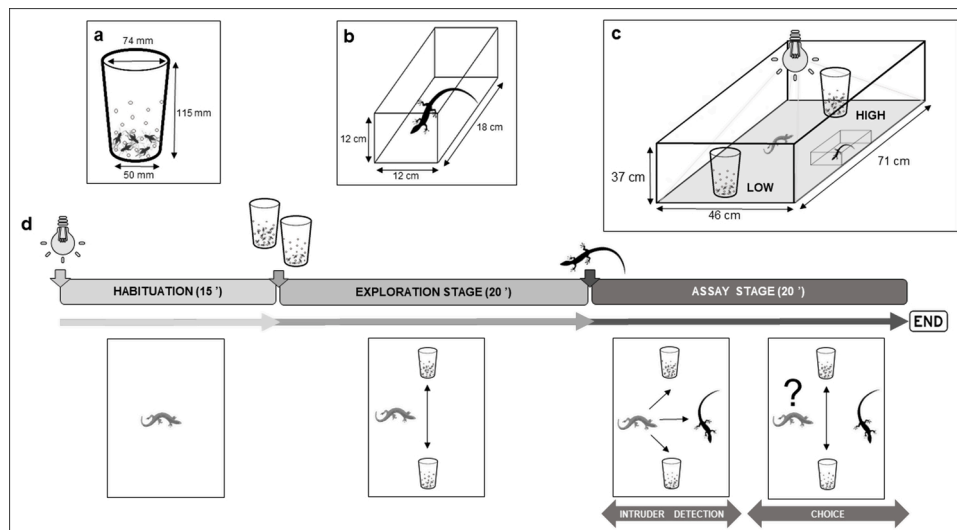 a
74 mm
115 mm
50 mm
b
12 cm
12 cm
18 cm
c
HIGH
LOW
37 cm
46 cm
71 cm
d
HABITUATION (15 ’)
EXPLORATION STAGE (20 ’)
ASSAY STAGE (20 ’)
END
?
INTRUDER DETECTION
CHOICE